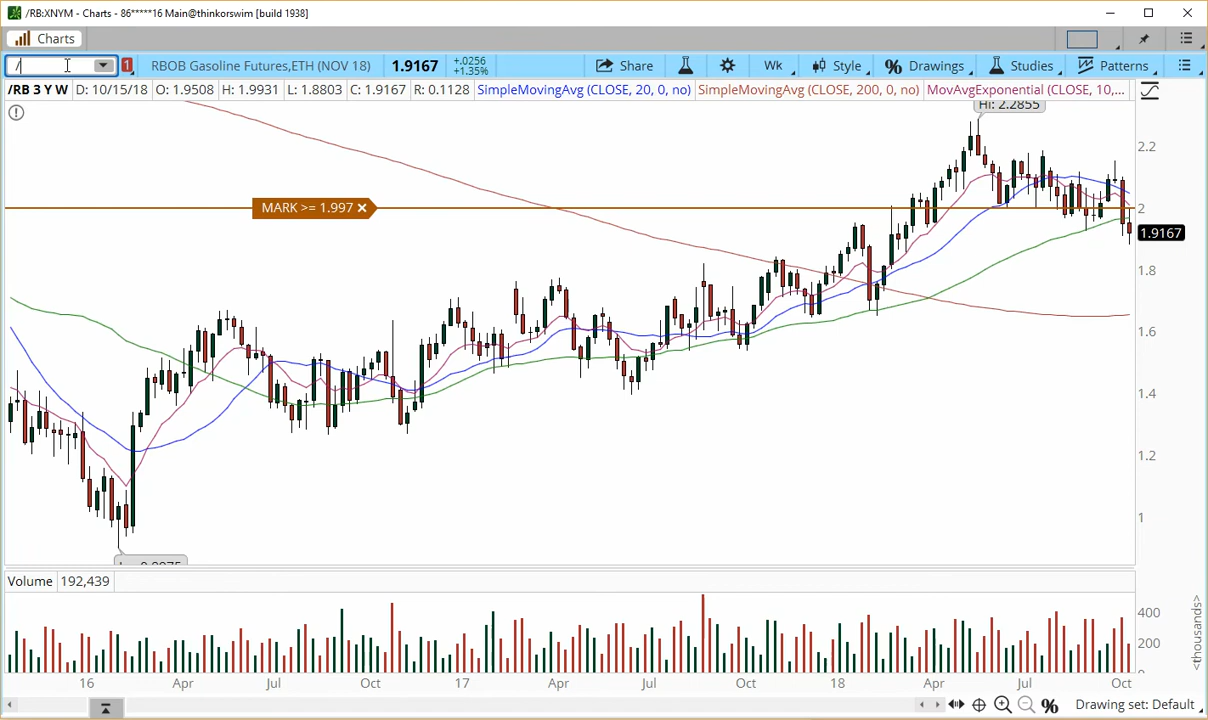 /RB:XNYM - Charts - 86*****16 Main@thinkorswim [build 1938]
Charts
/ 1 RBOB Gasoline Futures,ETH (NOV 18) 1.9167 +.0256 +1.35% Share Wk Style % Drawings Studies Patterns
/RB 3 Y W D: 10/15/18 O: 1.9508 H: 1.9931 L: 1.8803 C: 1.9167 R: 0.1128 SimpleMovingAvg (CLOSE, 20, 0, no) SimpleMovingAvg (CLOSE, 200, 0, no) MovAvgExponential (CLOSE, 10,...
Hi: 2.2855
2.2
MARK >= 1.997 ×
2
1.9167
1.8
1.6
1.4
1.2
1
Volume 192,439
400
200
0
<thousands>
16 Apr Jul Oct 17 Apr Jul Oct 18 Apr Jul Oct
% Drawing set: Default